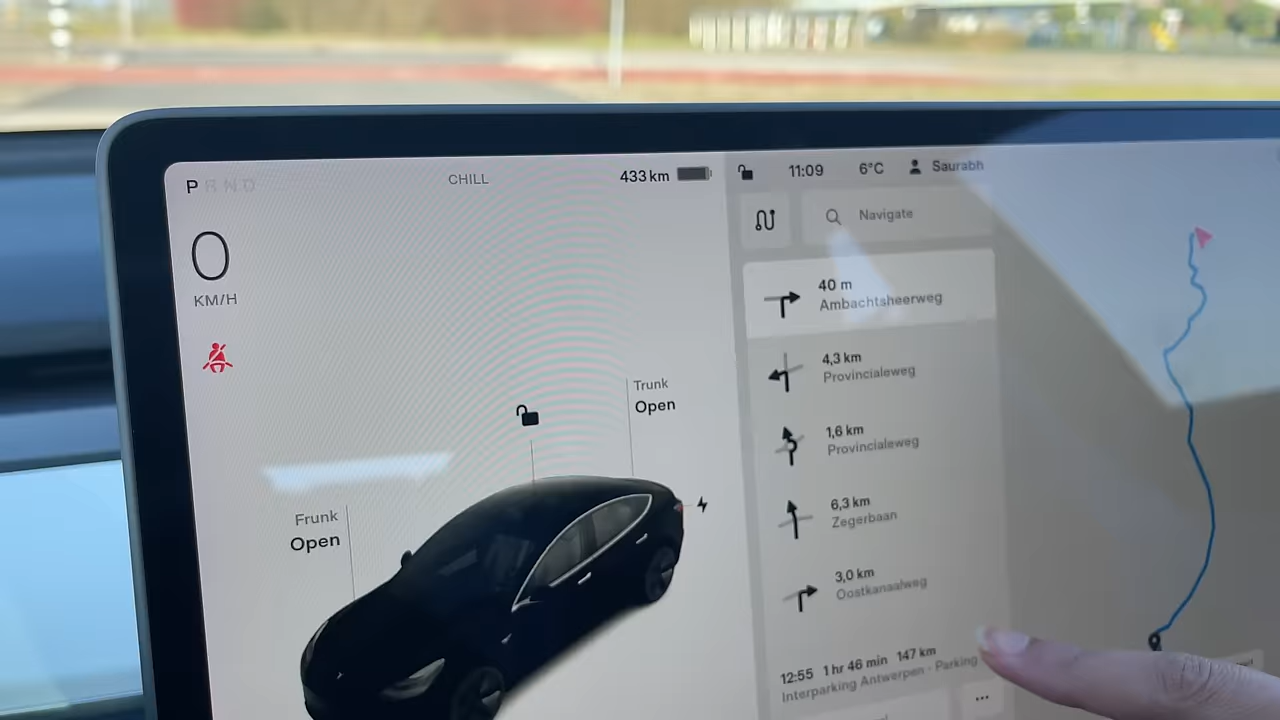 P R N D
CHILL
433 km
11:09
6°C
Saurabh
0
KM/H
Navigate
40 m
Ambachtsheerweg
4,3 km
Provincialeweg
1,6 km
Provincialeweg
6,3 km
Zegerbaan
3,0 km
Oostkanaalweg
12:55 1 hr 46 min 147 km
Interparking Antwerpen - Parking
Trunk
Open
Frunk
Open